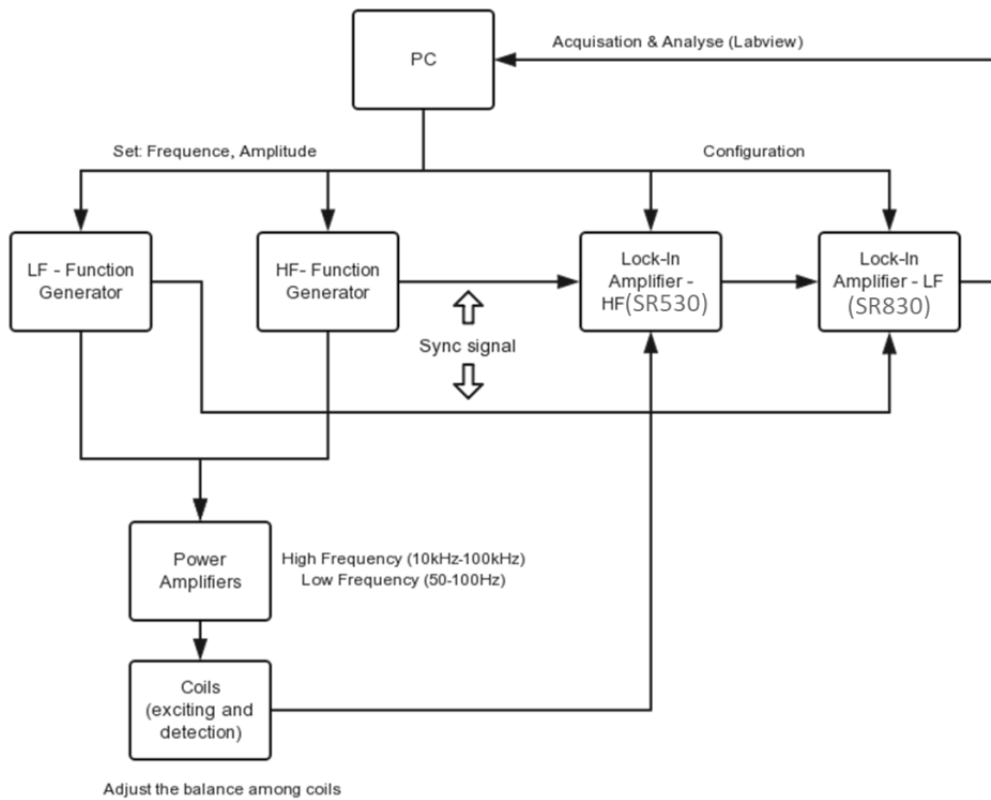 PC
Acquisation & Analyse (Labview)
Set: Frequence, Amplitude
Configuration
LF - Function
Generator
HF- Function
Generator
Lock-In
Amplifier -
HF(SR530)
Lock-In
Amplifier - LF
(SR830)
Sync signal
Power
Amplifiers
High Frequency (10kHz-100kHz)
Low Frequency (50-100Hz)
Coils
(exciting and
detection)
Adjust the balance among coils